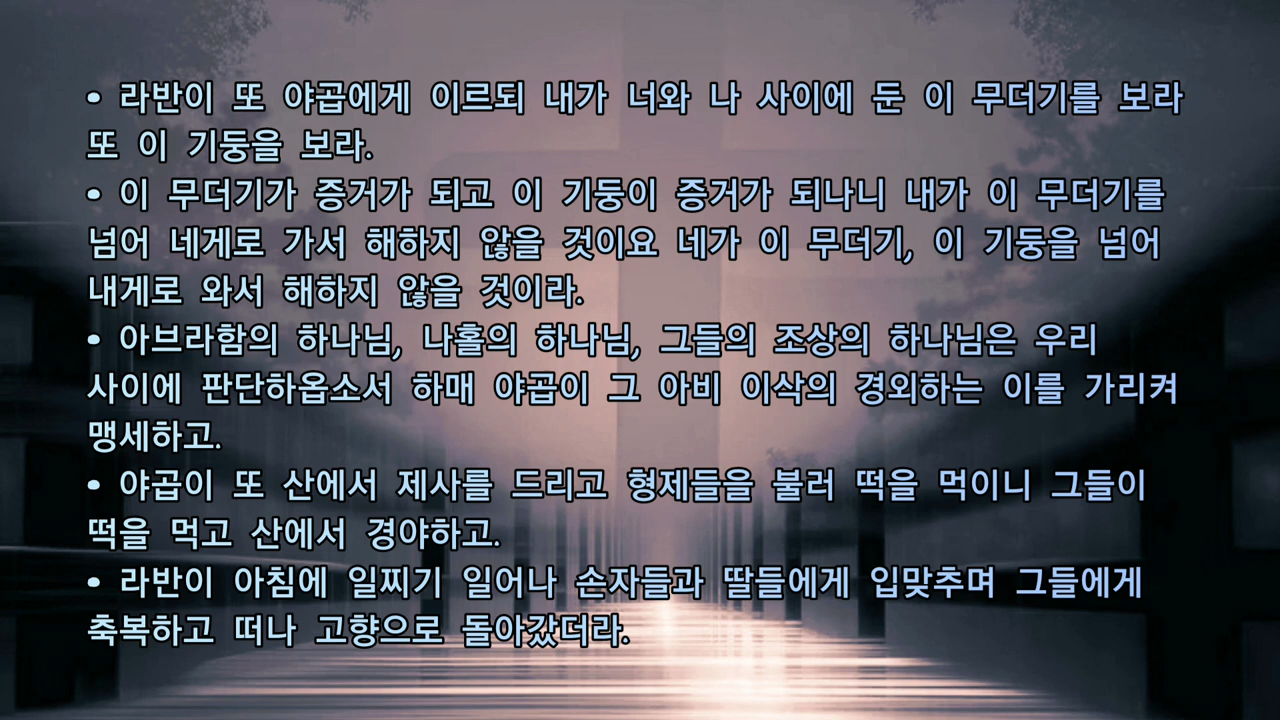 • 라반이 또 야곱에게 이르되 내가 너와 나 사이에 둔 이 무더기를 보라
또 이 기둥을 보라.
• 이 무더기가 증거가 되고 이 기둥이 증거가 되나니 내가 이 무더기를
넘어 네게로 가서 해하지 않을 것이요 네가 이 무더기, 이 기둥을 넘어
내게로 와서 해하지 않을 것이라.
• 아브라함의 하나님, 나홀의 하나님, 그들의 조상의 하나님은 우리
사이에 판단하옵소서 하매 야곱이 그 아비 이삭의 경외하는 이를 가리켜
맹세하고.
• 야곱이 또 산에서 제사를 드리고 형제들을 불러 떡을 먹이니 그들이
떡을 먹고 산에서 경야하고.
• 라반이 아침에 일찌기 일어나 손자들과 딸들에게 입맞추며 그들에게
축복하고 떠나 고향으로 돌아갔더라.